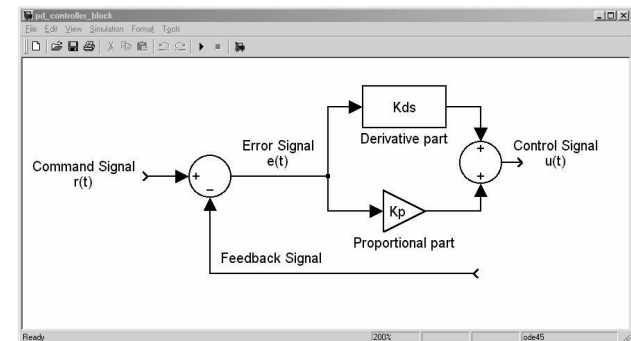 pd_controller_block
File Edit View Simulation Format Tools
Kds
Derivative part
Error Signal
e(t)
Control Signal
u(t)
Command Signal
r(t)
+
−
+
+
Kp
Proportional part
Feedback Signal
Ready 200% ode45